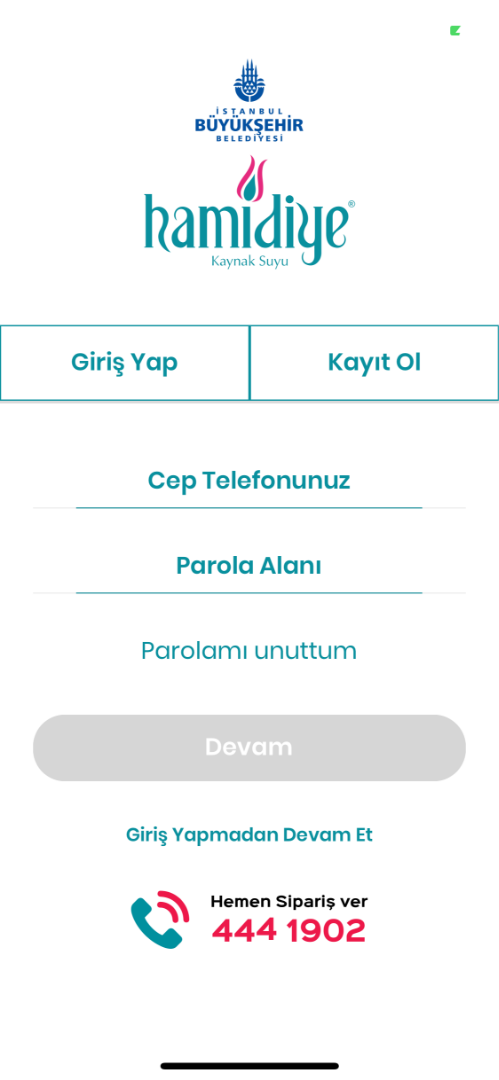 İSTANBUL
BÜYÜKŞEHİR
BELEDİYESİ
hamidiye®
Kaynak Suyu
Giriş Yap
Kayıt Ol
Cep Telefonunuz
Parola Alanı
Parolamı unuttum
Devam
Giriş Yapmadan Devam Et
Hemen Sipariş ver
444 1902